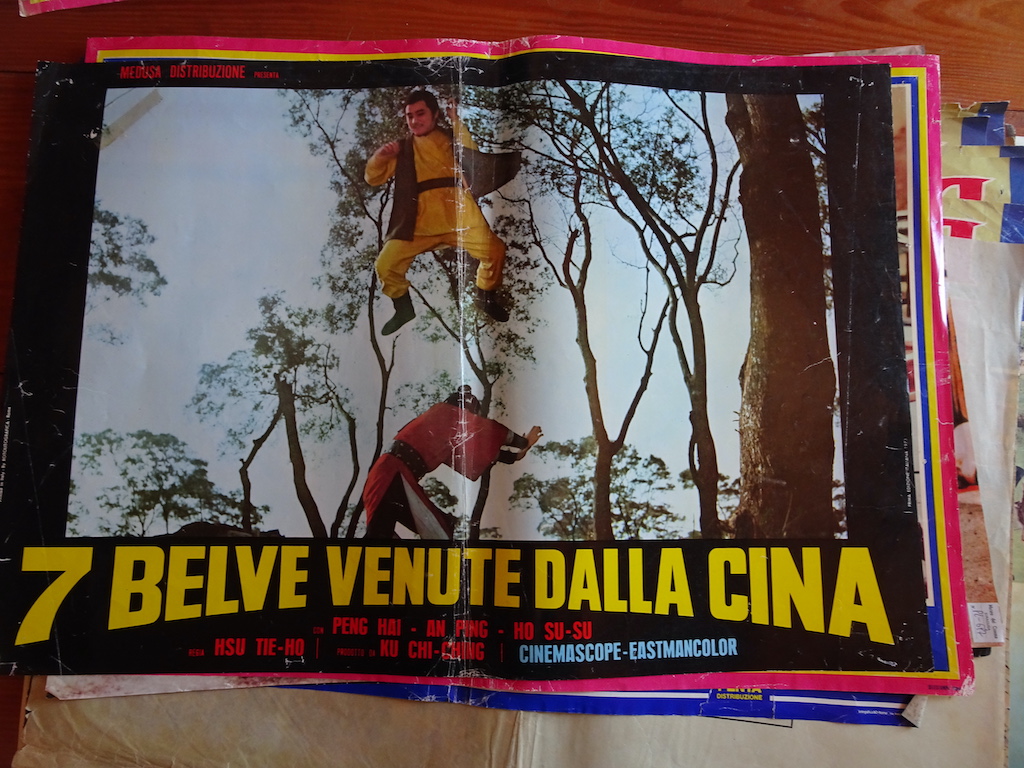 MEDUSA DISTRIBUZIONE PRESENTA
7 BELVE VENUTE DALLA CINA
CON PENG HAI - AN PING - HO SU-SU
REGIA HSU TIE-HO PRODOTTO DA KU CHI-CHING CINEMASCOPE-EASTMANCOLOR
DISTRIBUZIONE